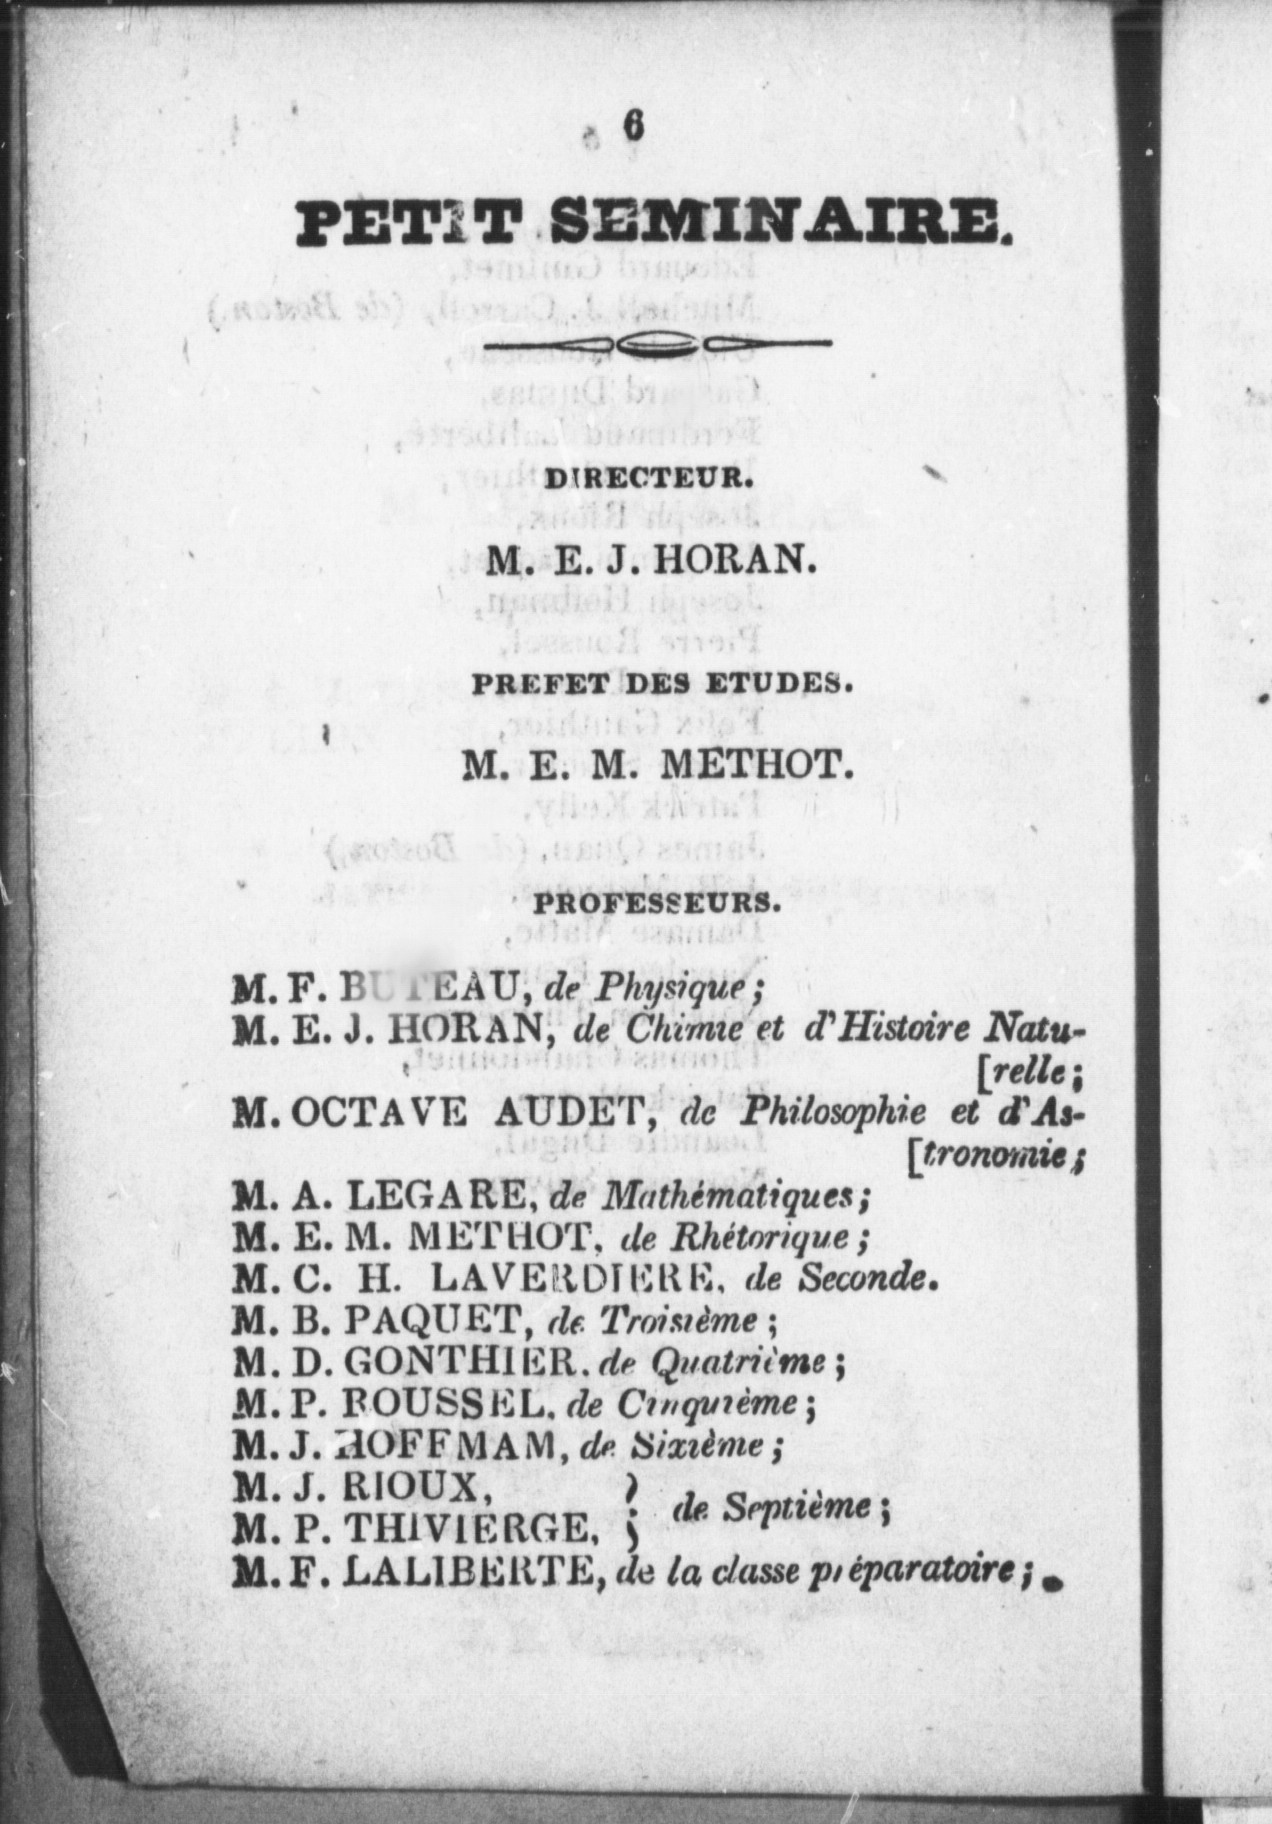 6
PETIT SEMINAIRE.
DIRECTEUR.
M. E. J. HORAN.
PREFET DES ETUDES.
M. E. M. METHOT.
PROFESSEURS.
M. F. BUTEAU, de Physique ;
M. E. J. HORAN, de Chimie et d'Histoire Natu-
[relle ;
M. OCTAVE AUDET, de Philosophie et d'As-
[tronomie ;
M. A. LEGARE, de Mathématiques ;
M. E. M. METHOT, de Rhétorique ;
M. C. H. LAVERDIERE, de Seconde.
M. B. PAQUET, de Troisième ;
M. D. GONTHIER, de Quatrième ;
M. P. ROUSSEL, de Cinquième ;
M. J. HOFFMAM, de Sixième ;
M. J. RIOUX,
M. P. THIVIERGE, } de Septième ;
M. F. LALIBERTE, de la classe préparatoire ;